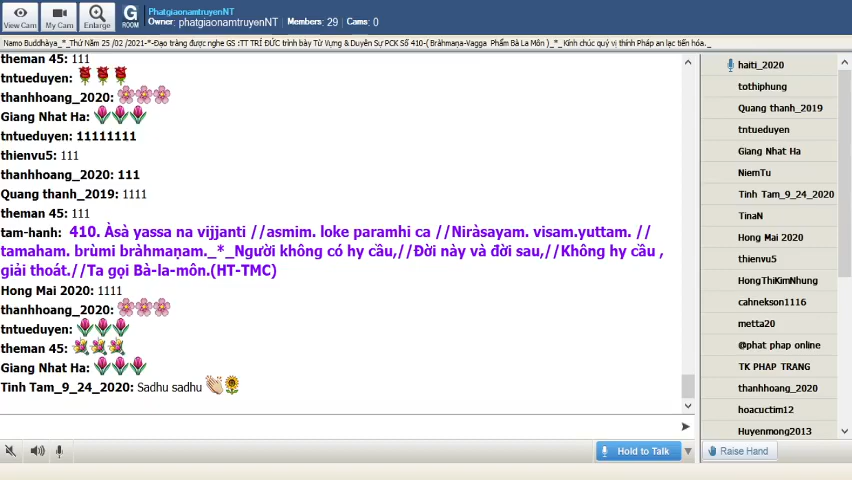 View Cam
My Cam
Enlarge
G
ROOM
PhatgiaonamtruyenNT
Owner: phatgiaonamtruyenNT
Members: 29
Cams: 0
Namo Buddhàya_*_Thứ Năm 25 /02 /2021-*-Đạo tràng được nghe GS :TT TRÍ ĐỨC trình bày Từ Vựng & Duyên Sự PCK Số 410-( Bràhmaṇa-Vagga Phẩm Bà La Môn )_*_ Kính chúc quý vị thính Pháp an lạc tiến hóa._
theman 45: 111
tntueduyen:
thanhhoang_2020:
Giang Nhat Ha:
tntueduyen: 11111111
thienvu5: 111
thanhhoang_2020: 111
Quang thanh_2019: 1111
theman 45: 111
tam-hanh: 410. Àsà yassa na vijjanti //asmim. loke paramhi ca //Niràsayam. visam.yuttam. //
tamaham. brùmi bràhmaṇam._*_Người không có hy cầu,//Đời này và đời sau,//Không hy cầu ,
giải thoát.//Ta gọi Bà-la-môn.(HT-TMC)
Hong Mai 2020: 1111
thanhhoang_2020:
tntueduyen:
theman 45:
Giang Nhat Ha:
Tinh Tam_9_24_2020: Sadhu sadhu
Hold to Talk
haiti_2020
tothiphung
Quang thanh_2019
tntueduyen
Giang Nhat Ha
NiemTu
Tinh Tam_9_24_2020
TinaN
Hong Mai 2020
thienvu5
HongThiKimNhung
cahnekson1116
metta20
@phat phap online
TK PHAP TRANG
thanhhoang_2020
hoacuctim12
Huyenmong2013
Raise Hand